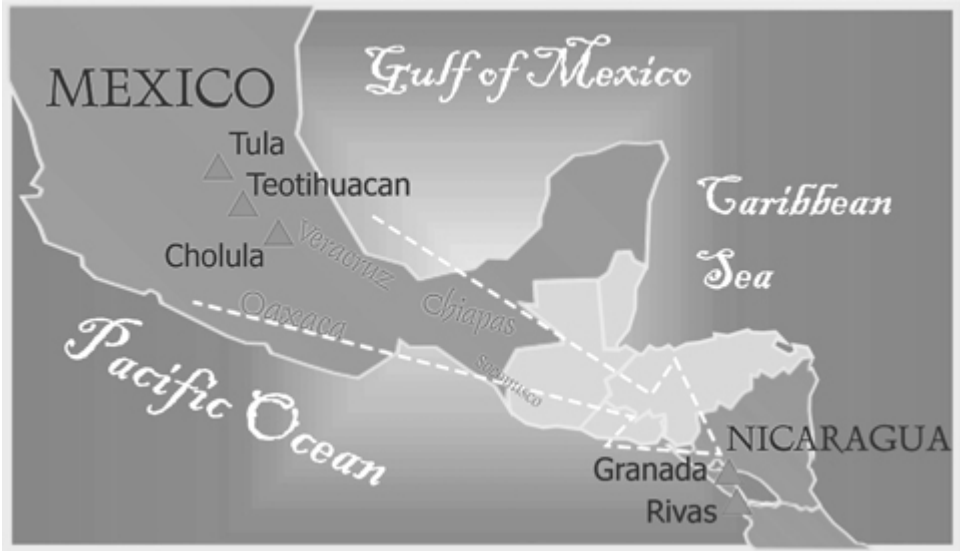 Gulf of Mexico
MEXICO
Tula
Teotihuacan
Caribbean
Sea
Cholula
Veracruz
Chiapas
Oaxaca
Pacific Ocean
Soconusco
NICARAGUA
Granada
Rivas